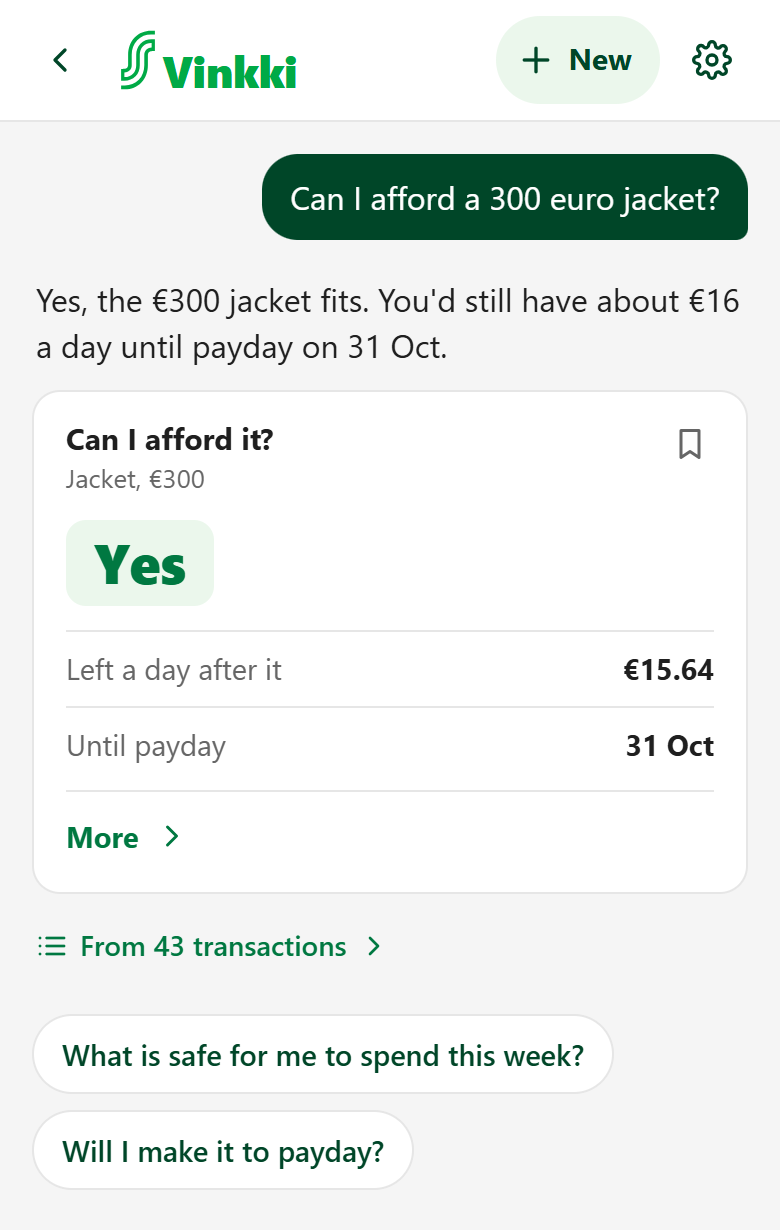 Vinkki
New
Can I afford a 300 euro jacket?
Yes, the €300 jacket fits. You'd still have about €16
a day until payday on 31 Oct.
Can I afford it?
Jacket, €300
Yes
Left a day after it €15.64
Until payday 31 Oct
More
From 43 transactions
What is safe for me to spend this week?
Will I make it to payday?